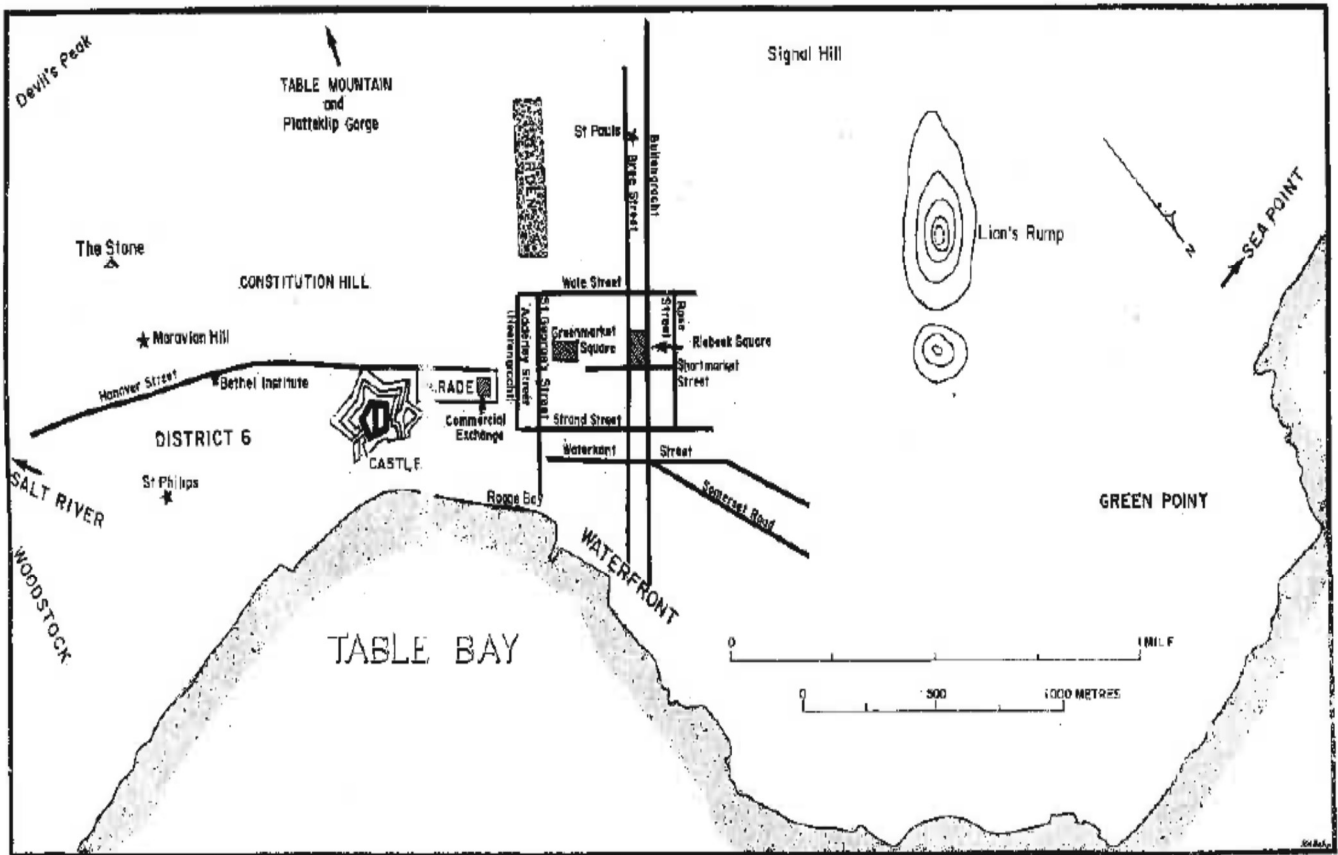 Devil's Peak
TABLE MOUNTAIN
and
Platteklip Gorge
Signal Hill
GARDENS
St Pauls
Bree Street
Buitengracht
Lion's Rump
N
SEA POINT
The Stone
CONSTITUTION HILL
Wale Street
Moravian Hill
Adderley Street
(Heerengracht)
St George's Street
Greenmarket
Square
Rose
Street
Riebeek Square
Shortmarket
Street
Hanover Street
Bethel Institute
RADE
Commercial
Exchange
Strand Street
DISTRICT 6
CASTLE
Waterkant Street
SALT RIVER
St Philips
Rogge Bay
Somerset Road
GREEN POINT
WATERFRONT
WOODSTOCK
TABLE BAY
0 1 MILE
0 500 1000 METRES